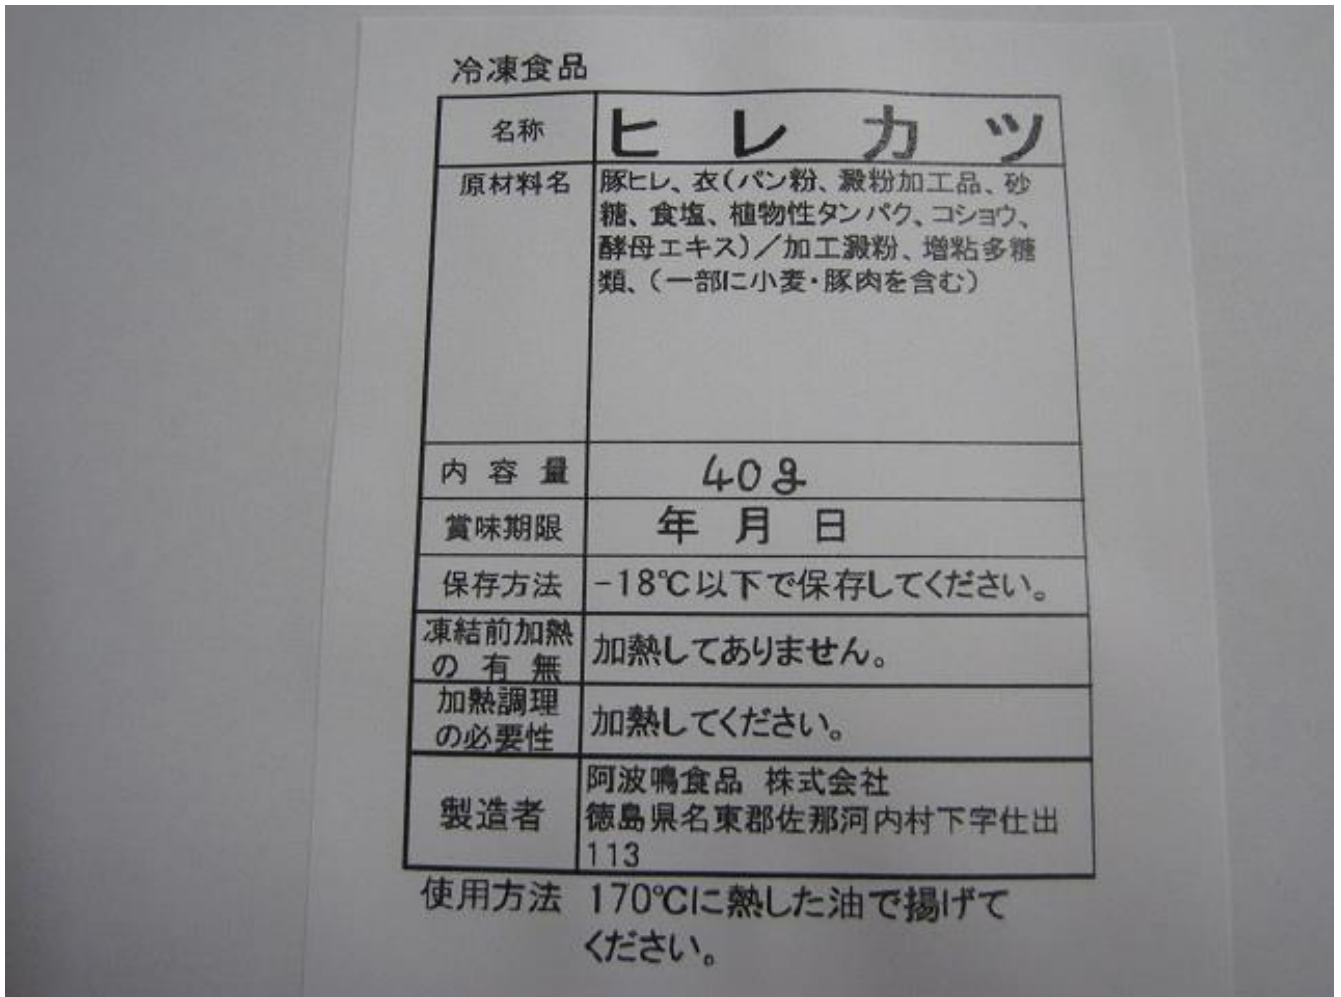 冷凍食品
名称 ヒレカツ
原材料名 豚ヒレ、衣(パン粉、澱粉加工品、砂
糖、食塩、植物性タンパク、コショウ、
酵母エキス)/加工澱粉、増粘多糖
類、(一部に小麦・豚肉を含む)
内容量 40g
賞味期限 年 月 日
保存方法 -18℃以下で保存してください。
凍結前加熱
の有無 加熱してありません。
加熱調理
の必要性 加熱してください。
製造者 阿波鳴食品 株式会社
徳島県名東郡佐那河内村下字仕出
113
使用方法 170℃に熱した油で揚げて
ください。